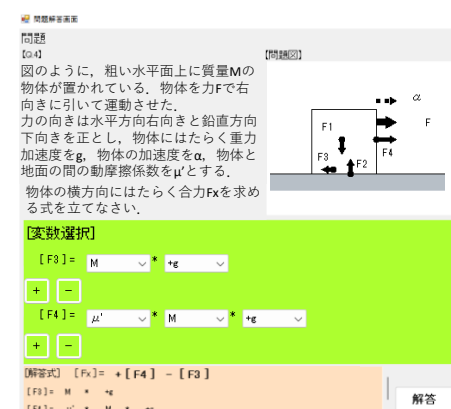 問題解答画面
問題
[Q.4]
【問題図】
図のように，粗い水平面上に質量Mの
物体が置かれている．物体を力Fで右
向きに引いて運動させた．
力の向きは水平方向右向きと鉛直方向
下向きを正とし，物体にはたらく重力
加速度をg，物体の加速度をα，物体と
地面の間の動摩擦係数をμ'とする．
物体の横方向にはたらく合力Fxを求め
る式を立てなさい．
α
F
F1
F4
F3
F2
[変数選択]
[ F3 ]= M * +g
+ -
[ F4 ]= μ' * M * +g
+ -
[解答式] [Fx]= + [ F4 ] - [ F3 ]
[F3]= M * +g
解答